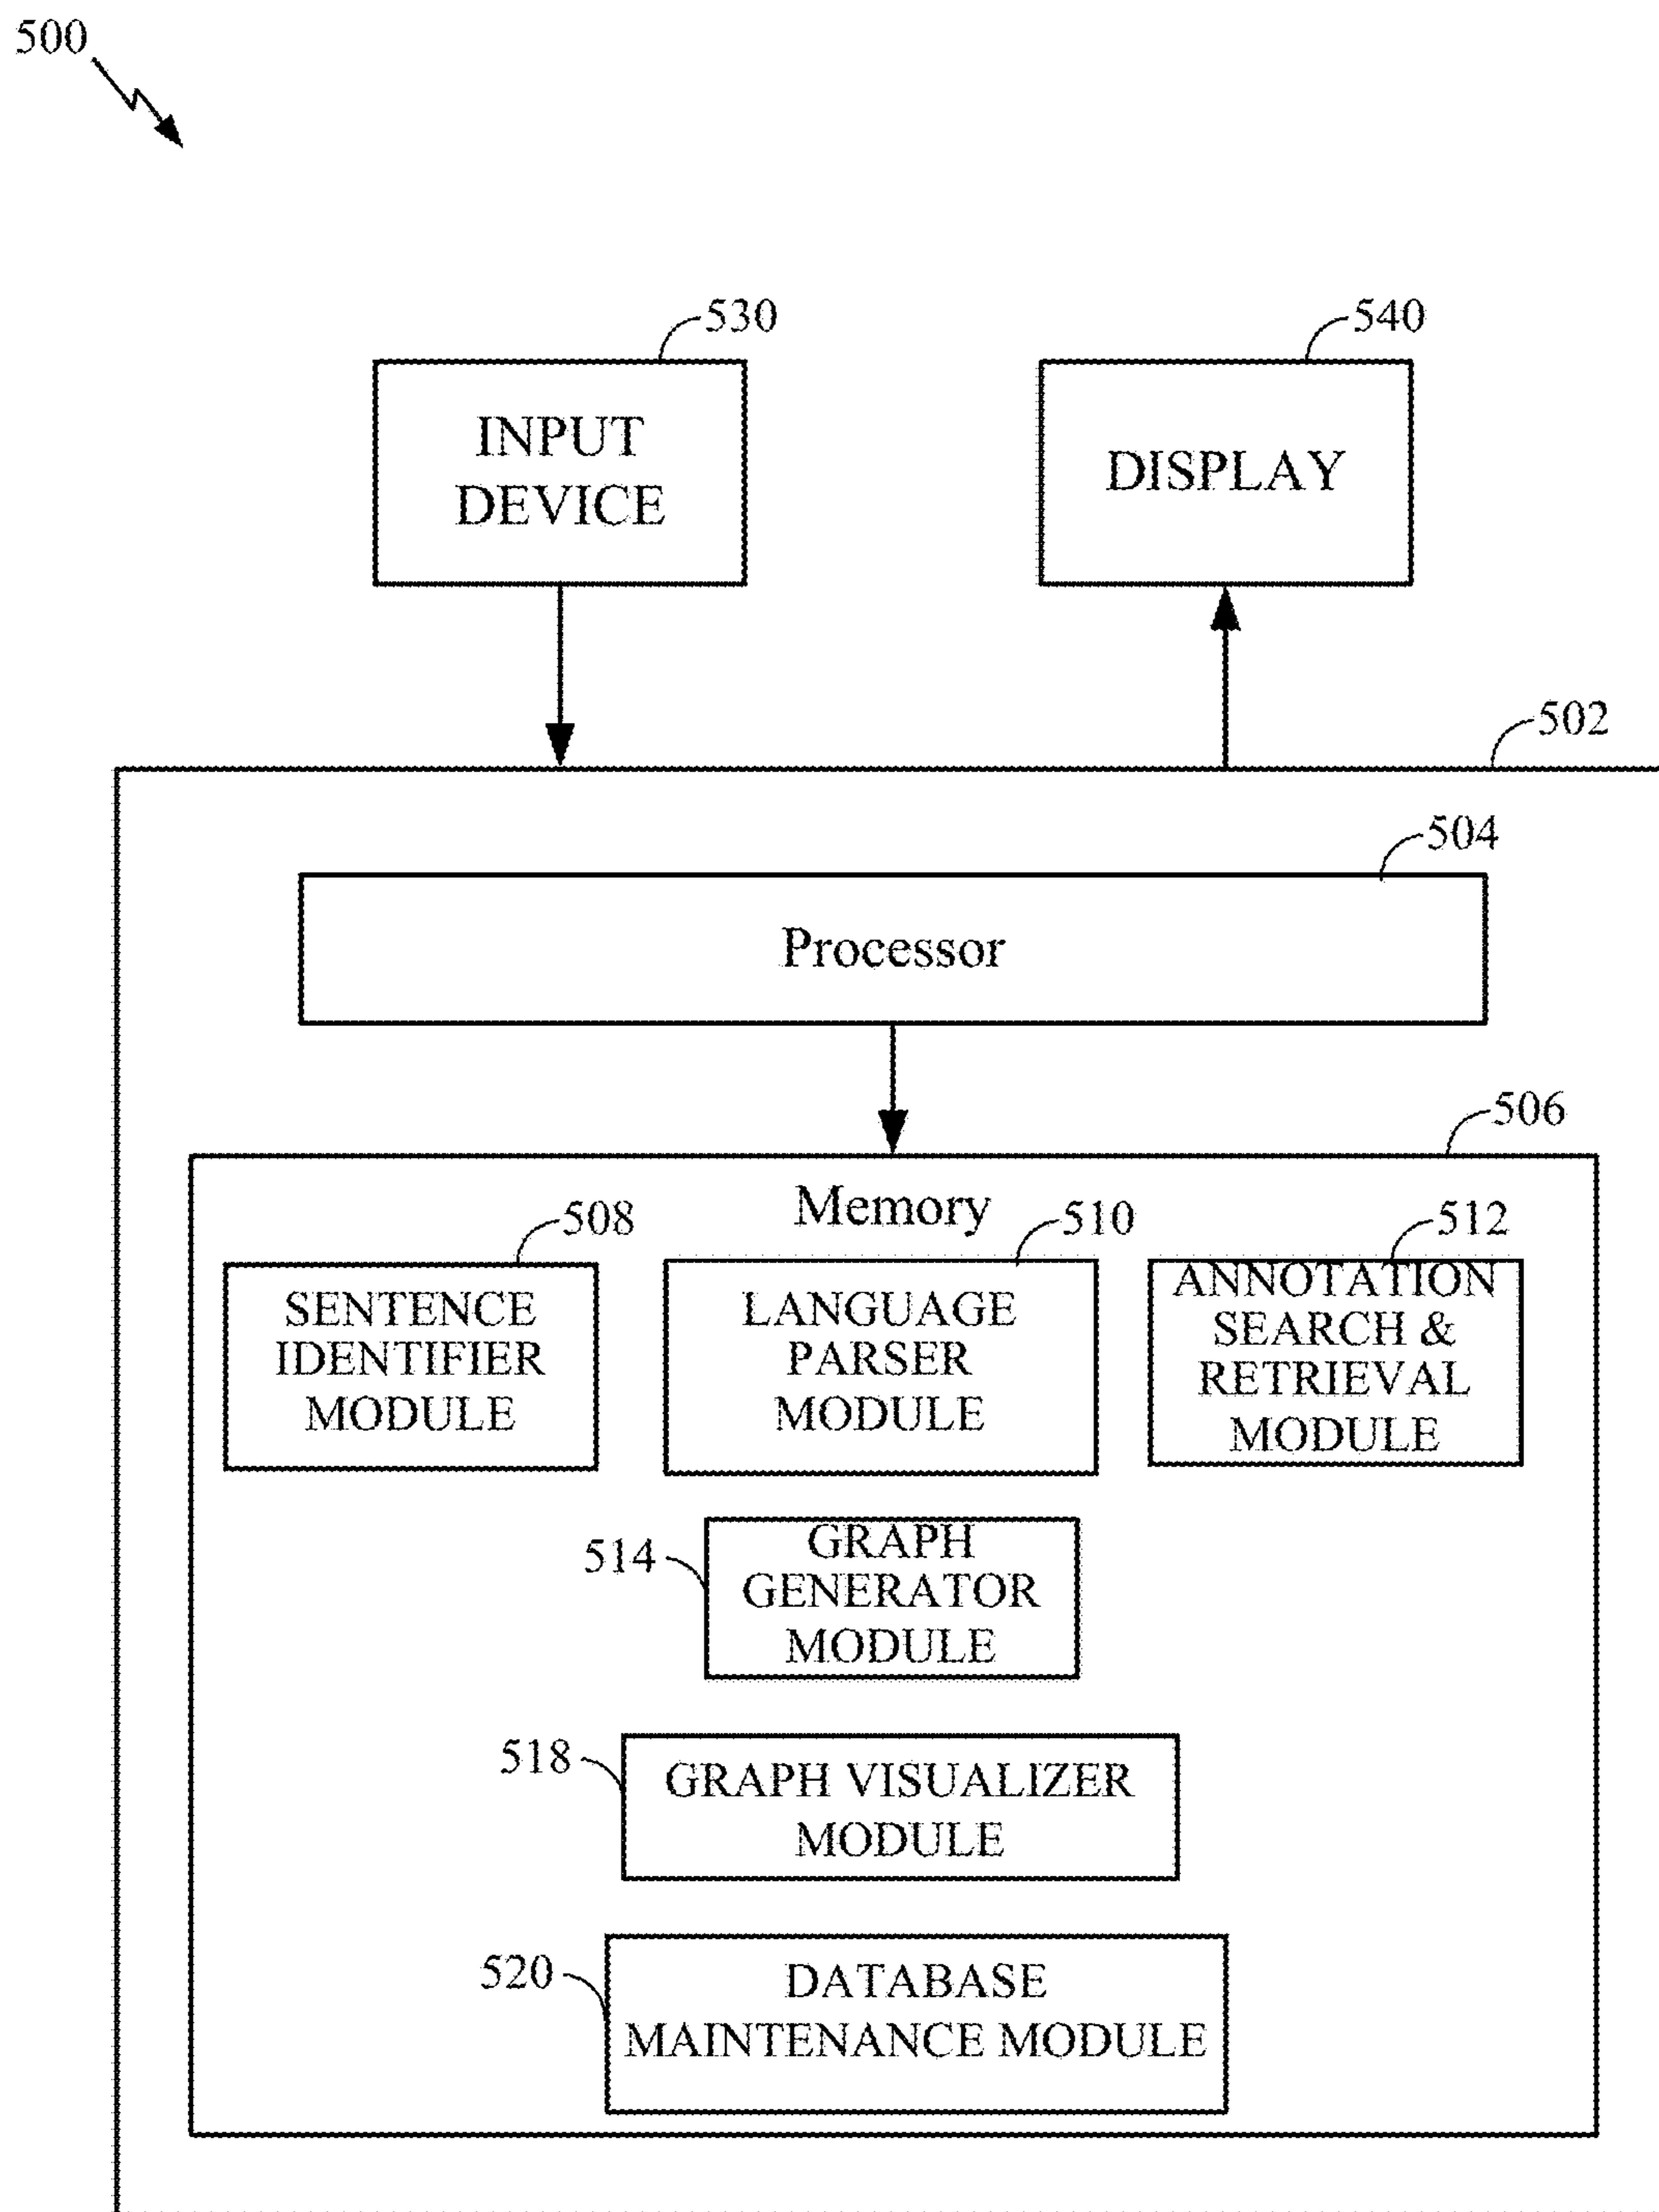 500
530
540
INPUT
DEVICE
DISPLAY
502
504
Processor
506
Memory
508
510
512
SENTENCE
IDENTIFIER
MODULE
LANGUAGE
PARSER
MODULE
ANNOTATION
SEARCH &
RETRIEVAL
MODULE
514
GRAPH
GENERATOR
MODULE
518
GRAPH VISUALIZER
MODULE
520
DATABASE
MAINTENANCE MODULE